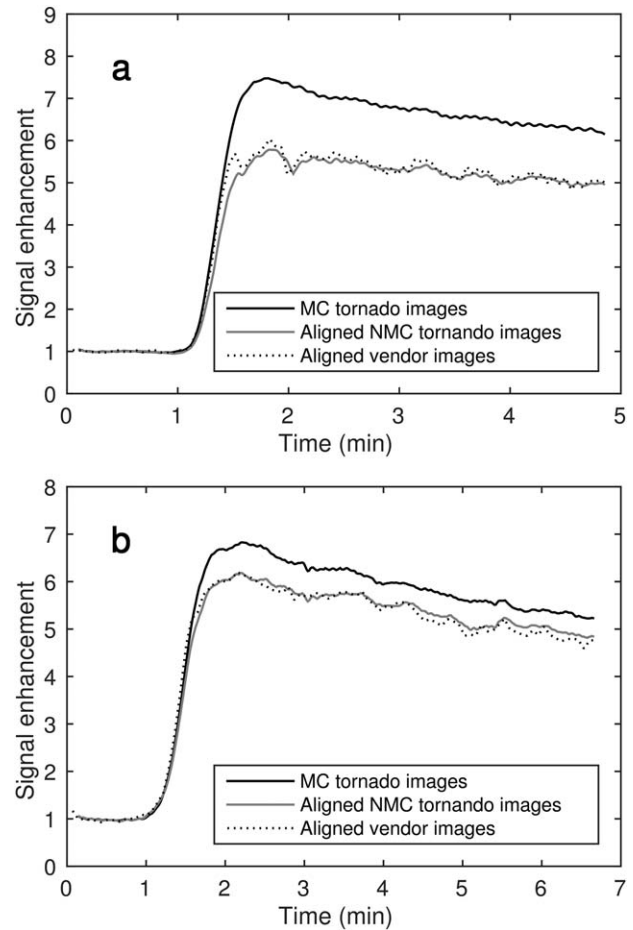 9
8
7
6
5
4
3
2
1
0
Signal enhancement
a
MC tornado images
Aligned NMC tornando images
Aligned vendor images
0 1 2 3 4 5
Time (min)
8
7
6
5
4
3
2
1
0
Signal enhancement
b
MC tornado images
Aligned NMC tornando images
Aligned vendor images
0 1 2 3 4 5 6 7
Time (min)